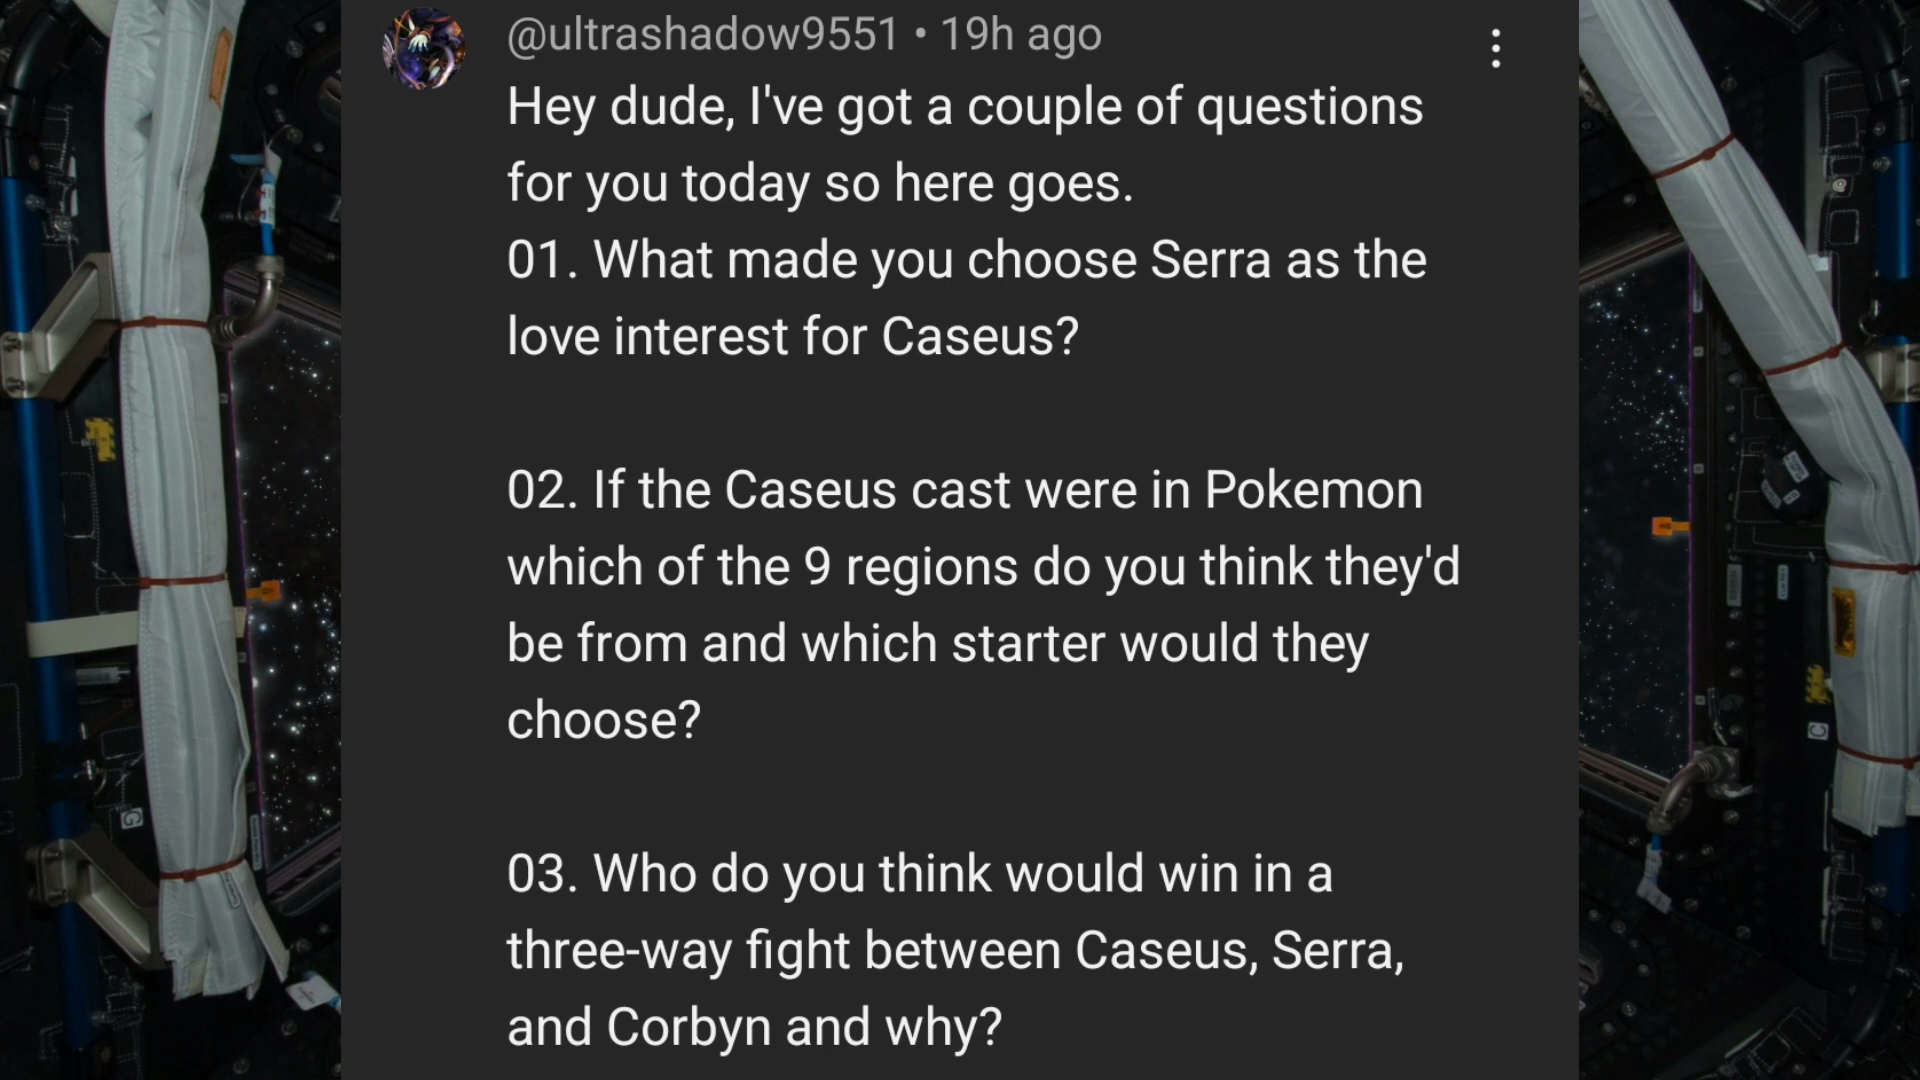 @ultrashadow9551 • 19h ago
Hey dude, I've got a couple of questions
for you today so here goes.
01. What made you choose Serra as the
love interest for Caseus?
02. If the Caseus cast were in Pokemon
which of the 9 regions do you think they'd
be from and which starter would they
choose?
03. Who do you think would win in a
three-way fight between Caseus, Serra,
and Corbyn and why?